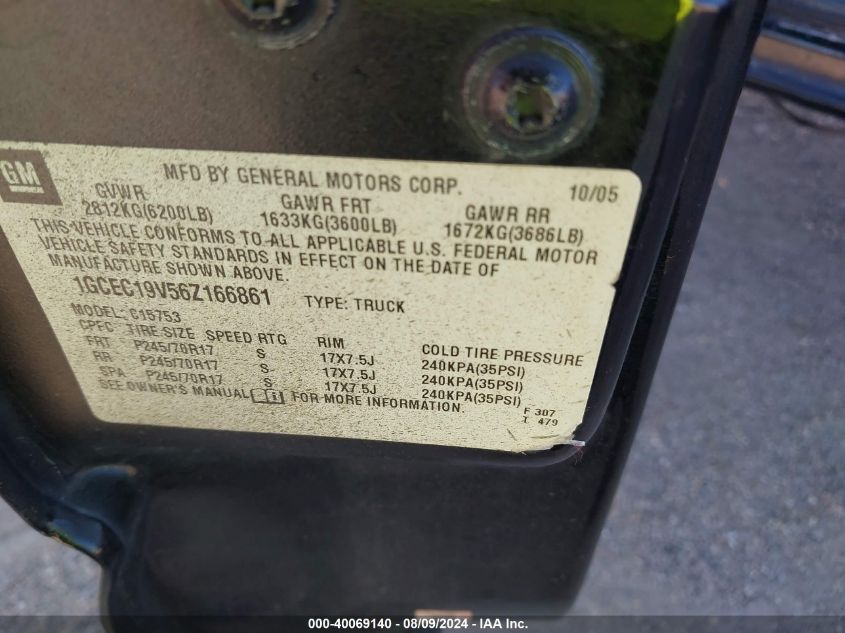 GM
MFD BY GENERAL MOTORS CORP. 10/05
GVWR GAWR FRT GAWR RR
2812KG(6200LB) 1633KG(3600LB) 1672KG(3686LB)
THIS VEHICLE CONFORMS TO ALL APPLICABLE U.S. FEDERAL MOTOR
VEHICLE SAFETY STANDARDS IN EFFECT ON THE DATE OF
MANUFACTURE SHOWN ABOVE.
1GCEC19V56Z166861 TYPE: TRUCK
MODEL: C15753
CPFC TIRE SIZE SPEED RTG RIM COLD TIRE PRESSURE
FRT P245/70R17 S 17X7.5J 240KPA(35PSI)
RR P245/70R17 S 17X7.5J 240KPA(35PSI)
SPA P245/70R17 S 17X7.5J 240KPA(35PSI)
SEE OWNER'S MANUAL FOR MORE INFORMATION.
F 307
I 479
000-40069140 - 08/09/2024 - IAA Inc.